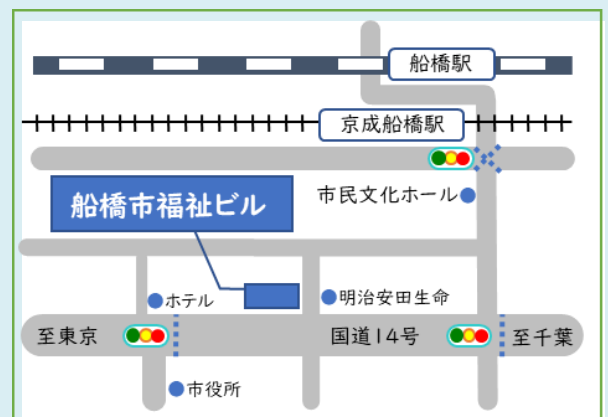 船橋駅
京成船橋駅
市民文化ホール
船橋市福祉ビル
ホテル
明治安田生命
至東京
国道14号
至千葉
市役所